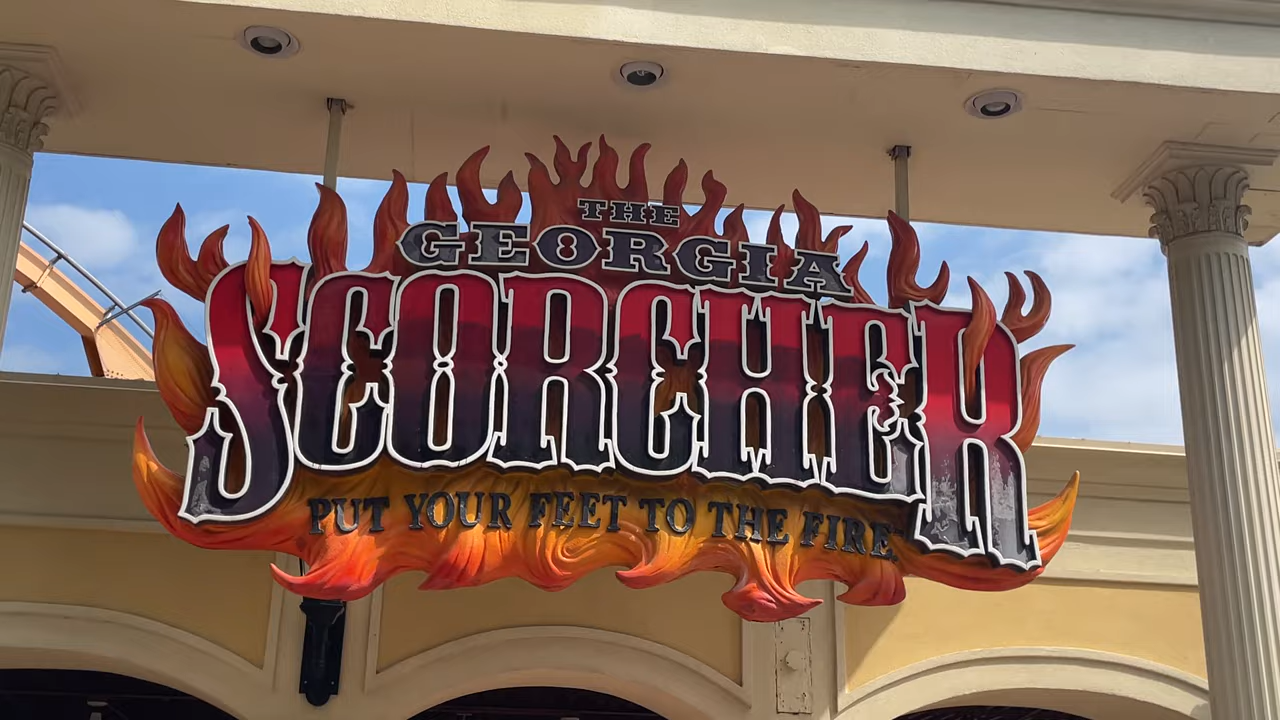 THE
GEORGIA
SCORCHER
PUT YOUR FEET TO THE FIRE